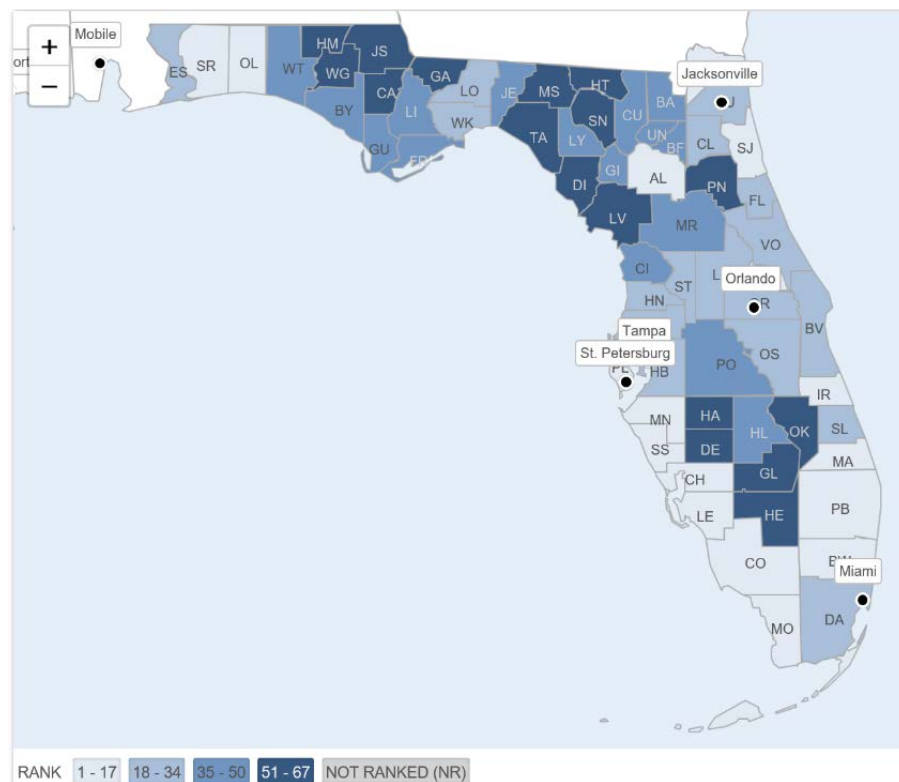 +
−
Mobile
ort
HM
JS
ES
SR
OL
WT
WG
CA
GA
LO
JE
MS
HT
BA
Jacksonville
BY
LI
WK
SN
CU
TA
LY
UN
BF
CL
SJ
GU
FR
GI
AL
PN
DI
FL
LV
MR
VO
CI
ST
L
Orlando
HN
OR
BV
Tampa
St. Petersburg
PL
HB
PO
OS
IR
MN
HA
HL
OK
SL
SS
DE
MA
CH
GL
LE
HE
PB
CO
BW
Miami
MO
DA
RANK 1 - 17 18 - 34 35 - 50 51 - 67 NOT RANKED (NR)